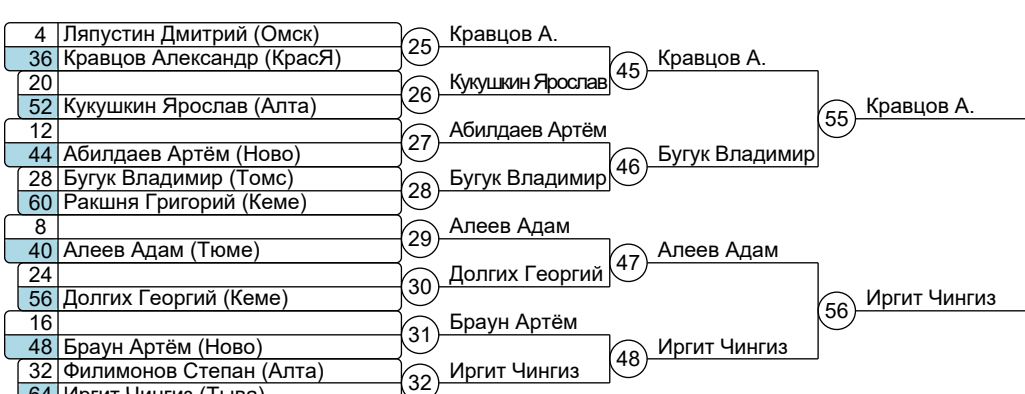 4 Ляпустин Дмитрий (Омск)
36 Кравцов Александр (КрасЯ)
20
52 Кукушкин Ярослав (Алта)
12
44 Абилдаев Артём (Ново)
28 Бугук Владимир (Томс)
60 Ракшня Григорий (Кеме)
8
40 Алеев Адам (Тюме)
24
56 Долгих Георгий (Кеме)
16
48 Браун Артём (Ново)
32 Филимонов Степан (Алта)
64 Иргит Чингиз (Тыва)
25 Кравцов А.
26 Кукушкин Ярослав
27 Абилдаев Артём
28 Бугук Владимир
29 Алеев Адам
30 Долгих Георгий
31 Браун Артём
32 Иргит Чингиз
45 Кравцов А.
46 Бугук Владимир
47 Алеев Адам
48 Иргит Чингиз
55 Кравцов А.
56 Иргит Чингиз